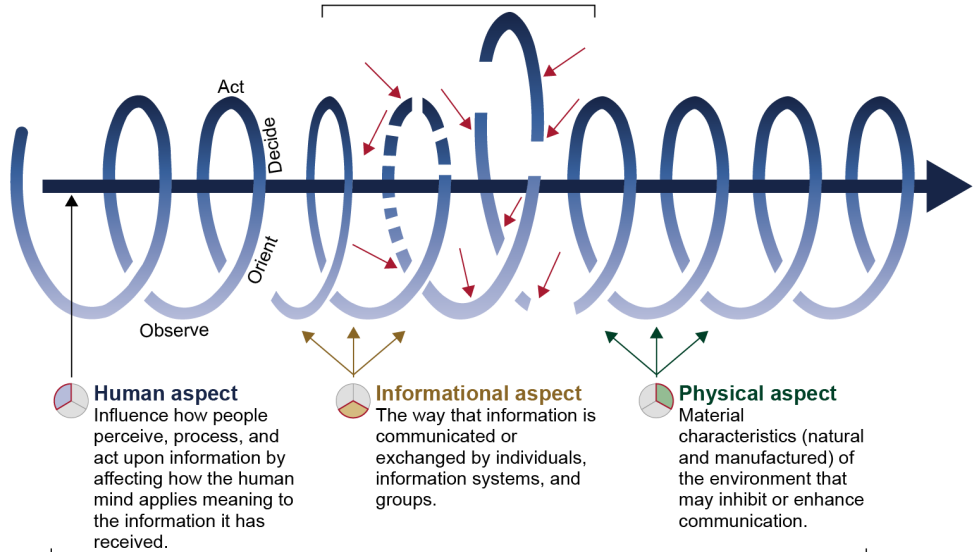 Act
Decide
Orient
Observe
Human aspect
Influence how people
perceive, process, and
act upon information by
affecting how the human
mind applies meaning to
the information it has
received.
Informational aspect
The way that information is
communicated or
exchanged by individuals,
information systems, and
groups.
Physical aspect
Material
characteristics (natural
and manufactured) of
the environment that
may inhibit or enhance
communication.